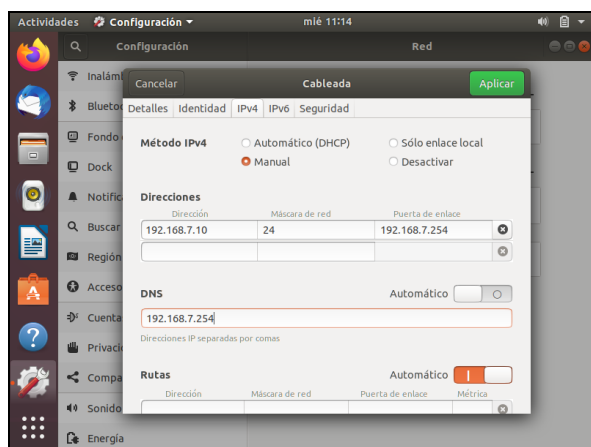 Actividades Configuración mié 11:14
Configuración Red
Cancelar Cableada Aplicar
Detalles Identidad IPv4 IPv6 Seguridad
Método IPv4 Automático (DHCP) Sólo enlace local
Manual Desactivar
Direcciones
Dirección Máscara de red Puerta de enlace
192.168.7.10 24 192.168.7.254
DNS Automático
192.168.7.254
Direcciones IP separadas por comas
Rutas Automático
Dirección Máscara de red Puerta de enlace Métrica
Inalám
Bluetoo
Fondo
Dock
Notific
Buscar
Región
Acceso
Cuenta
Privaci
Compa
Sonido
Energía